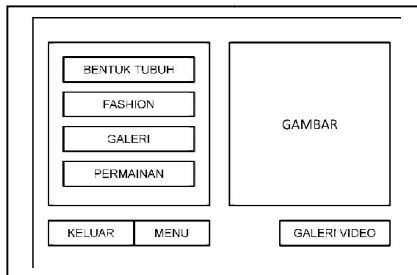 BENTUK TUBUH
FASHION
GALERI
PERMAINAN
GAMBAR
KELUAR
MENU
GALERI VIDEO